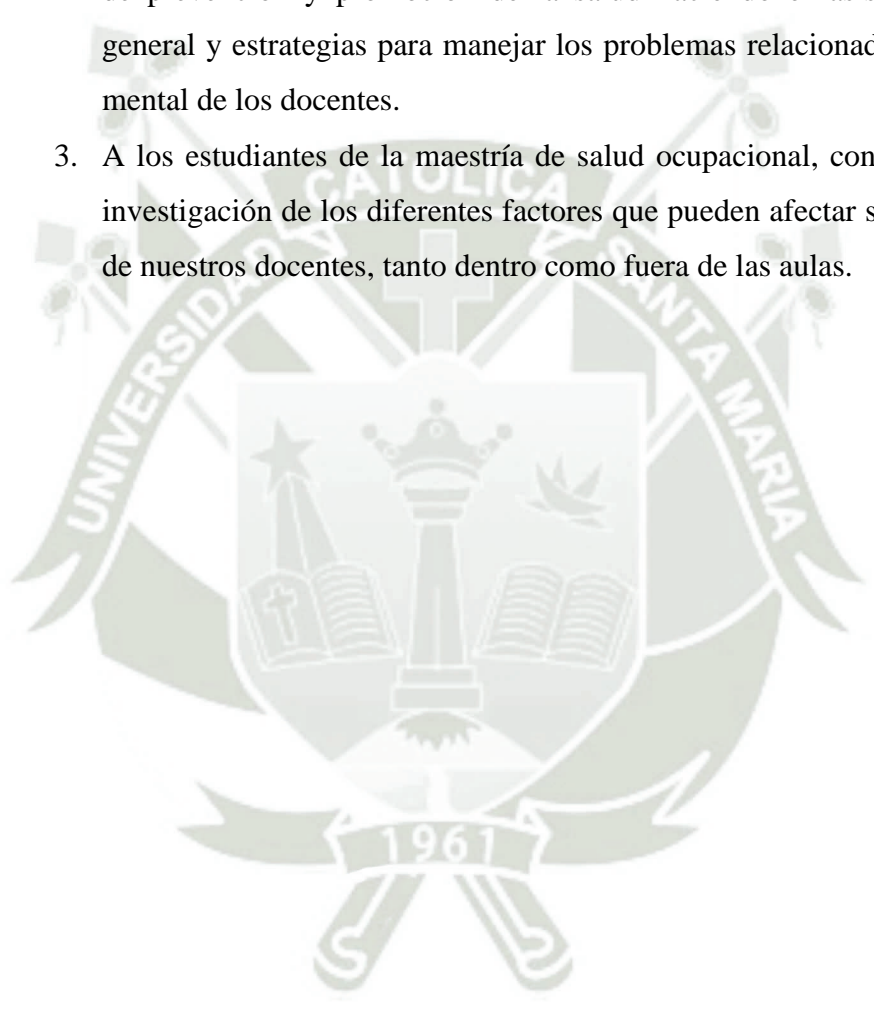 general y estrategias para manejar los problemas
mental de los docentes.
3. A los estudiantes de la maestría de salud ocupacional,
investigación de los diferentes factores que pueden afectar
de nuestros docentes, tanto dentro como fuera de las aulas.
UNIVERSIDAD CATOLICA SANTA MARIA
1961